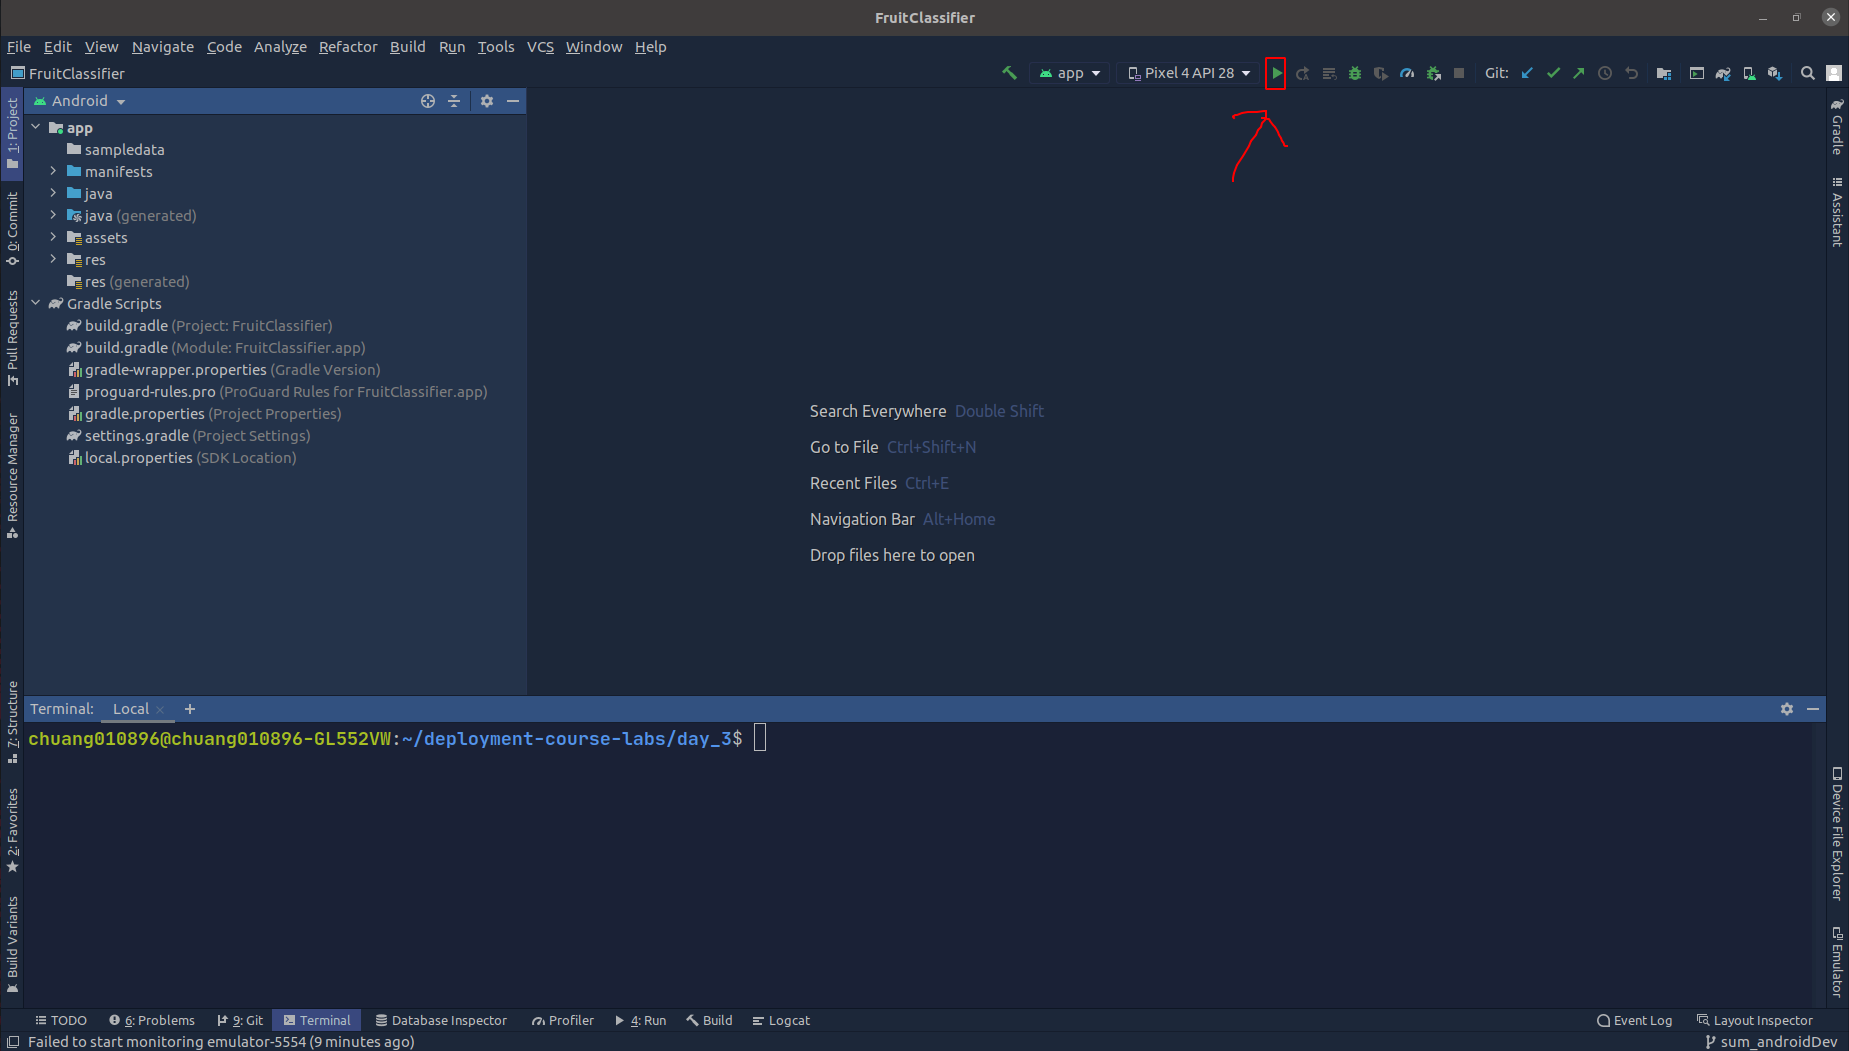 FruitClassifier
File Edit View Navigate Code Analyze Refactor Build Run Tools VCS Window Help
FruitClassifier
app
Pixel 4 API 28
Git:
Android
app
sampledata
manifests
java
java (generated)
assets
res
res (generated)
Gradle Scripts
build.gradle (Project: FruitClassifier)
build.gradle (Module: FruitClassifier.app)
gradle-wrapper.properties (Gradle Version)
proguard-rules.pro (ProGuard Rules for FruitClassifier.app)
gradle.properties (Project Properties)
settings.gradle (Project Settings)
local.properties (SDK Location)
1: Project
0: Commit
Pull Requests
Resource Manager
7: Structure
2: Favorites
Build Variants
Search Everywhere Double Shift
Go to File Ctrl+Shift+N
Recent Files Ctrl+E
Navigation Bar Alt+Home
Drop files here to open
Gradle
Assistant
Device File Explorer
Emulator
Terminal: Local
chuang010896@chuang010896-GL552VW:~/deployment-course-labs/day_3$
TODO 6: Problems 9: Git Terminal Database Inspector Profiler 4: Run Build Logcat Event Log Layout Inspector
Failed to start monitoring emulator-5554 (9 minutes ago) sum_androidDev